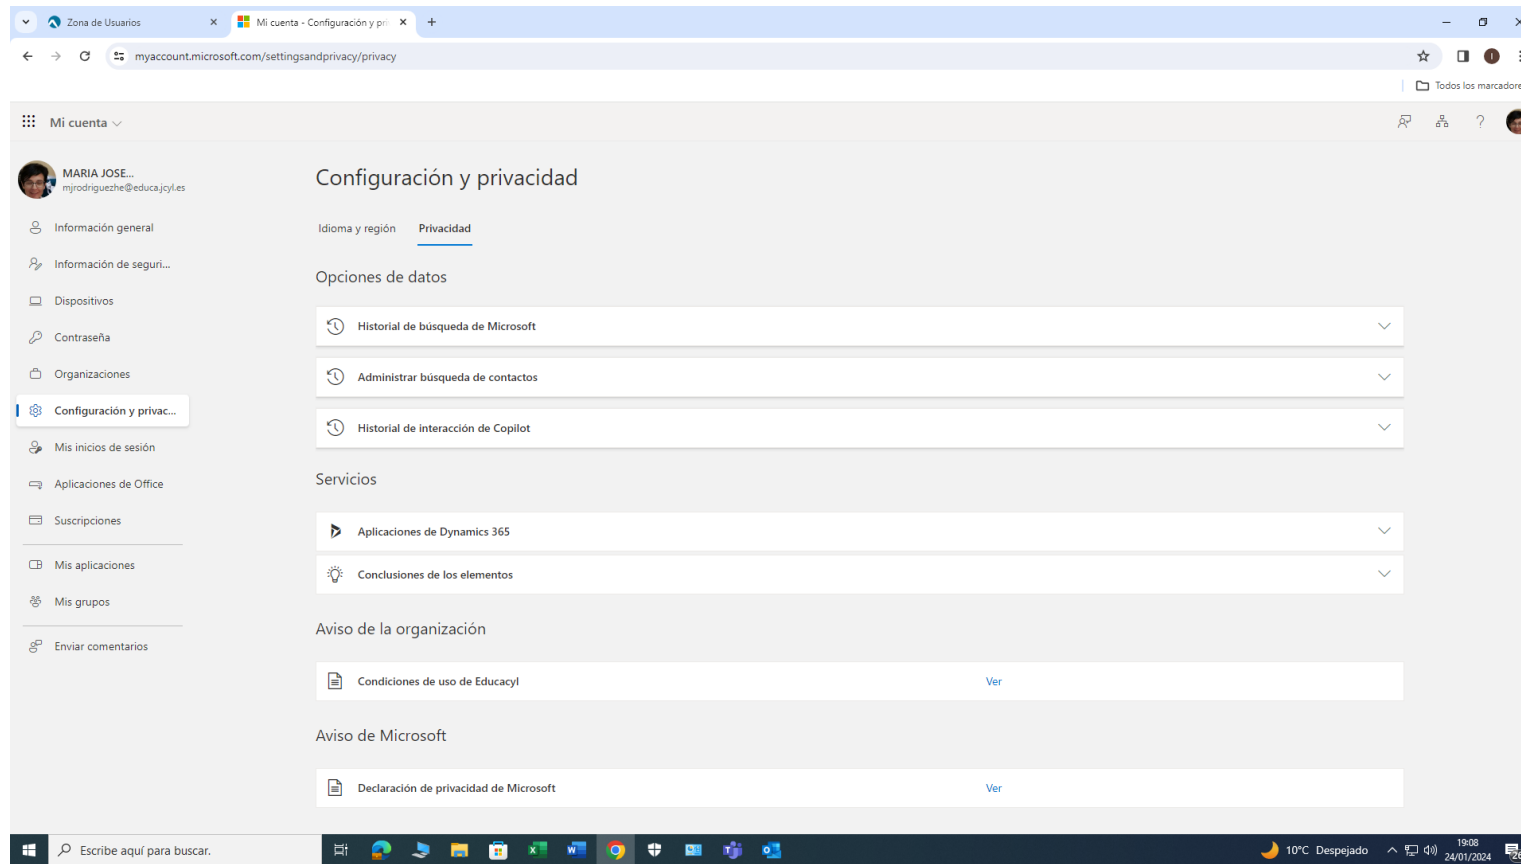 Zona de Usuarios
Mi cuenta - Configuración y pri
myaccount.microsoft.com/settingsandprivacy/privacy
I
Todos los marcadore
Mi cuenta
?
MARIA JOSE...
mjrodriguezhe@educa.jcyl.es
Información general
Información de seguri...
Dispositivos
Contraseña
Organizaciones
Configuración y privac...
Mis inicios de sesión
Aplicaciones de Office
Suscripciones
Mis aplicaciones
Mis grupos
Enviar comentarios
Configuración y privacidad
Idioma y región Privacidad
Opciones de datos
Historial de búsqueda de Microsoft
Administrar búsqueda de contactos
Historial de interacción de Copilot
Servicios
Aplicaciones de Dynamics 365
Conclusiones de los elementos
Aviso de la organización
Condiciones de uso de Educacyl Ver
Aviso de Microsoft
Declaración de privacidad de Microsoft Ver
Escribe aquí para buscar.
10°C Despejado
19:08
24/01/2024